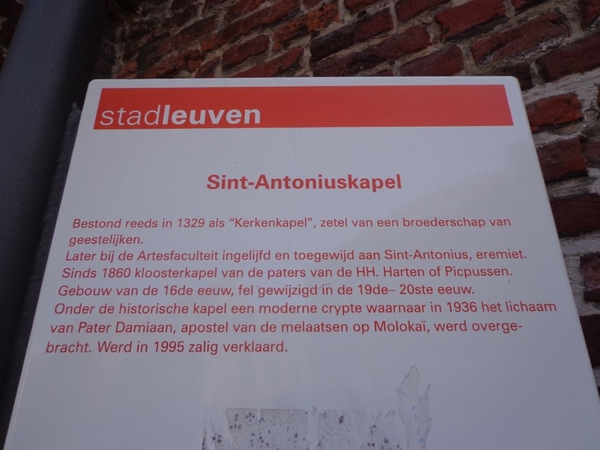 stadleuven
Sint-Antoniuskapel
Bestond reeds in 1329 als “Kerkenkapel”, zetel van een broederschap van
geestelijken.
Later bij de Artesfaculteit ingelijfd en toegewijd aan Sint-Antonius, eremiet.
Sinds 1860 kloosterkapel van de paters van de HH. Harten of Picpussen.
Gebouw van de 16de eeuw, fel gewijzigd in de 19de– 20ste eeuw.
Onder de historische kapel een moderne crypte waarnaar in 1936 het lichaam
van Pater Damiaan, apostel van de melaatsen op Molokaï, werd overge-
bracht. Werd in 1995 zalig verklaard.